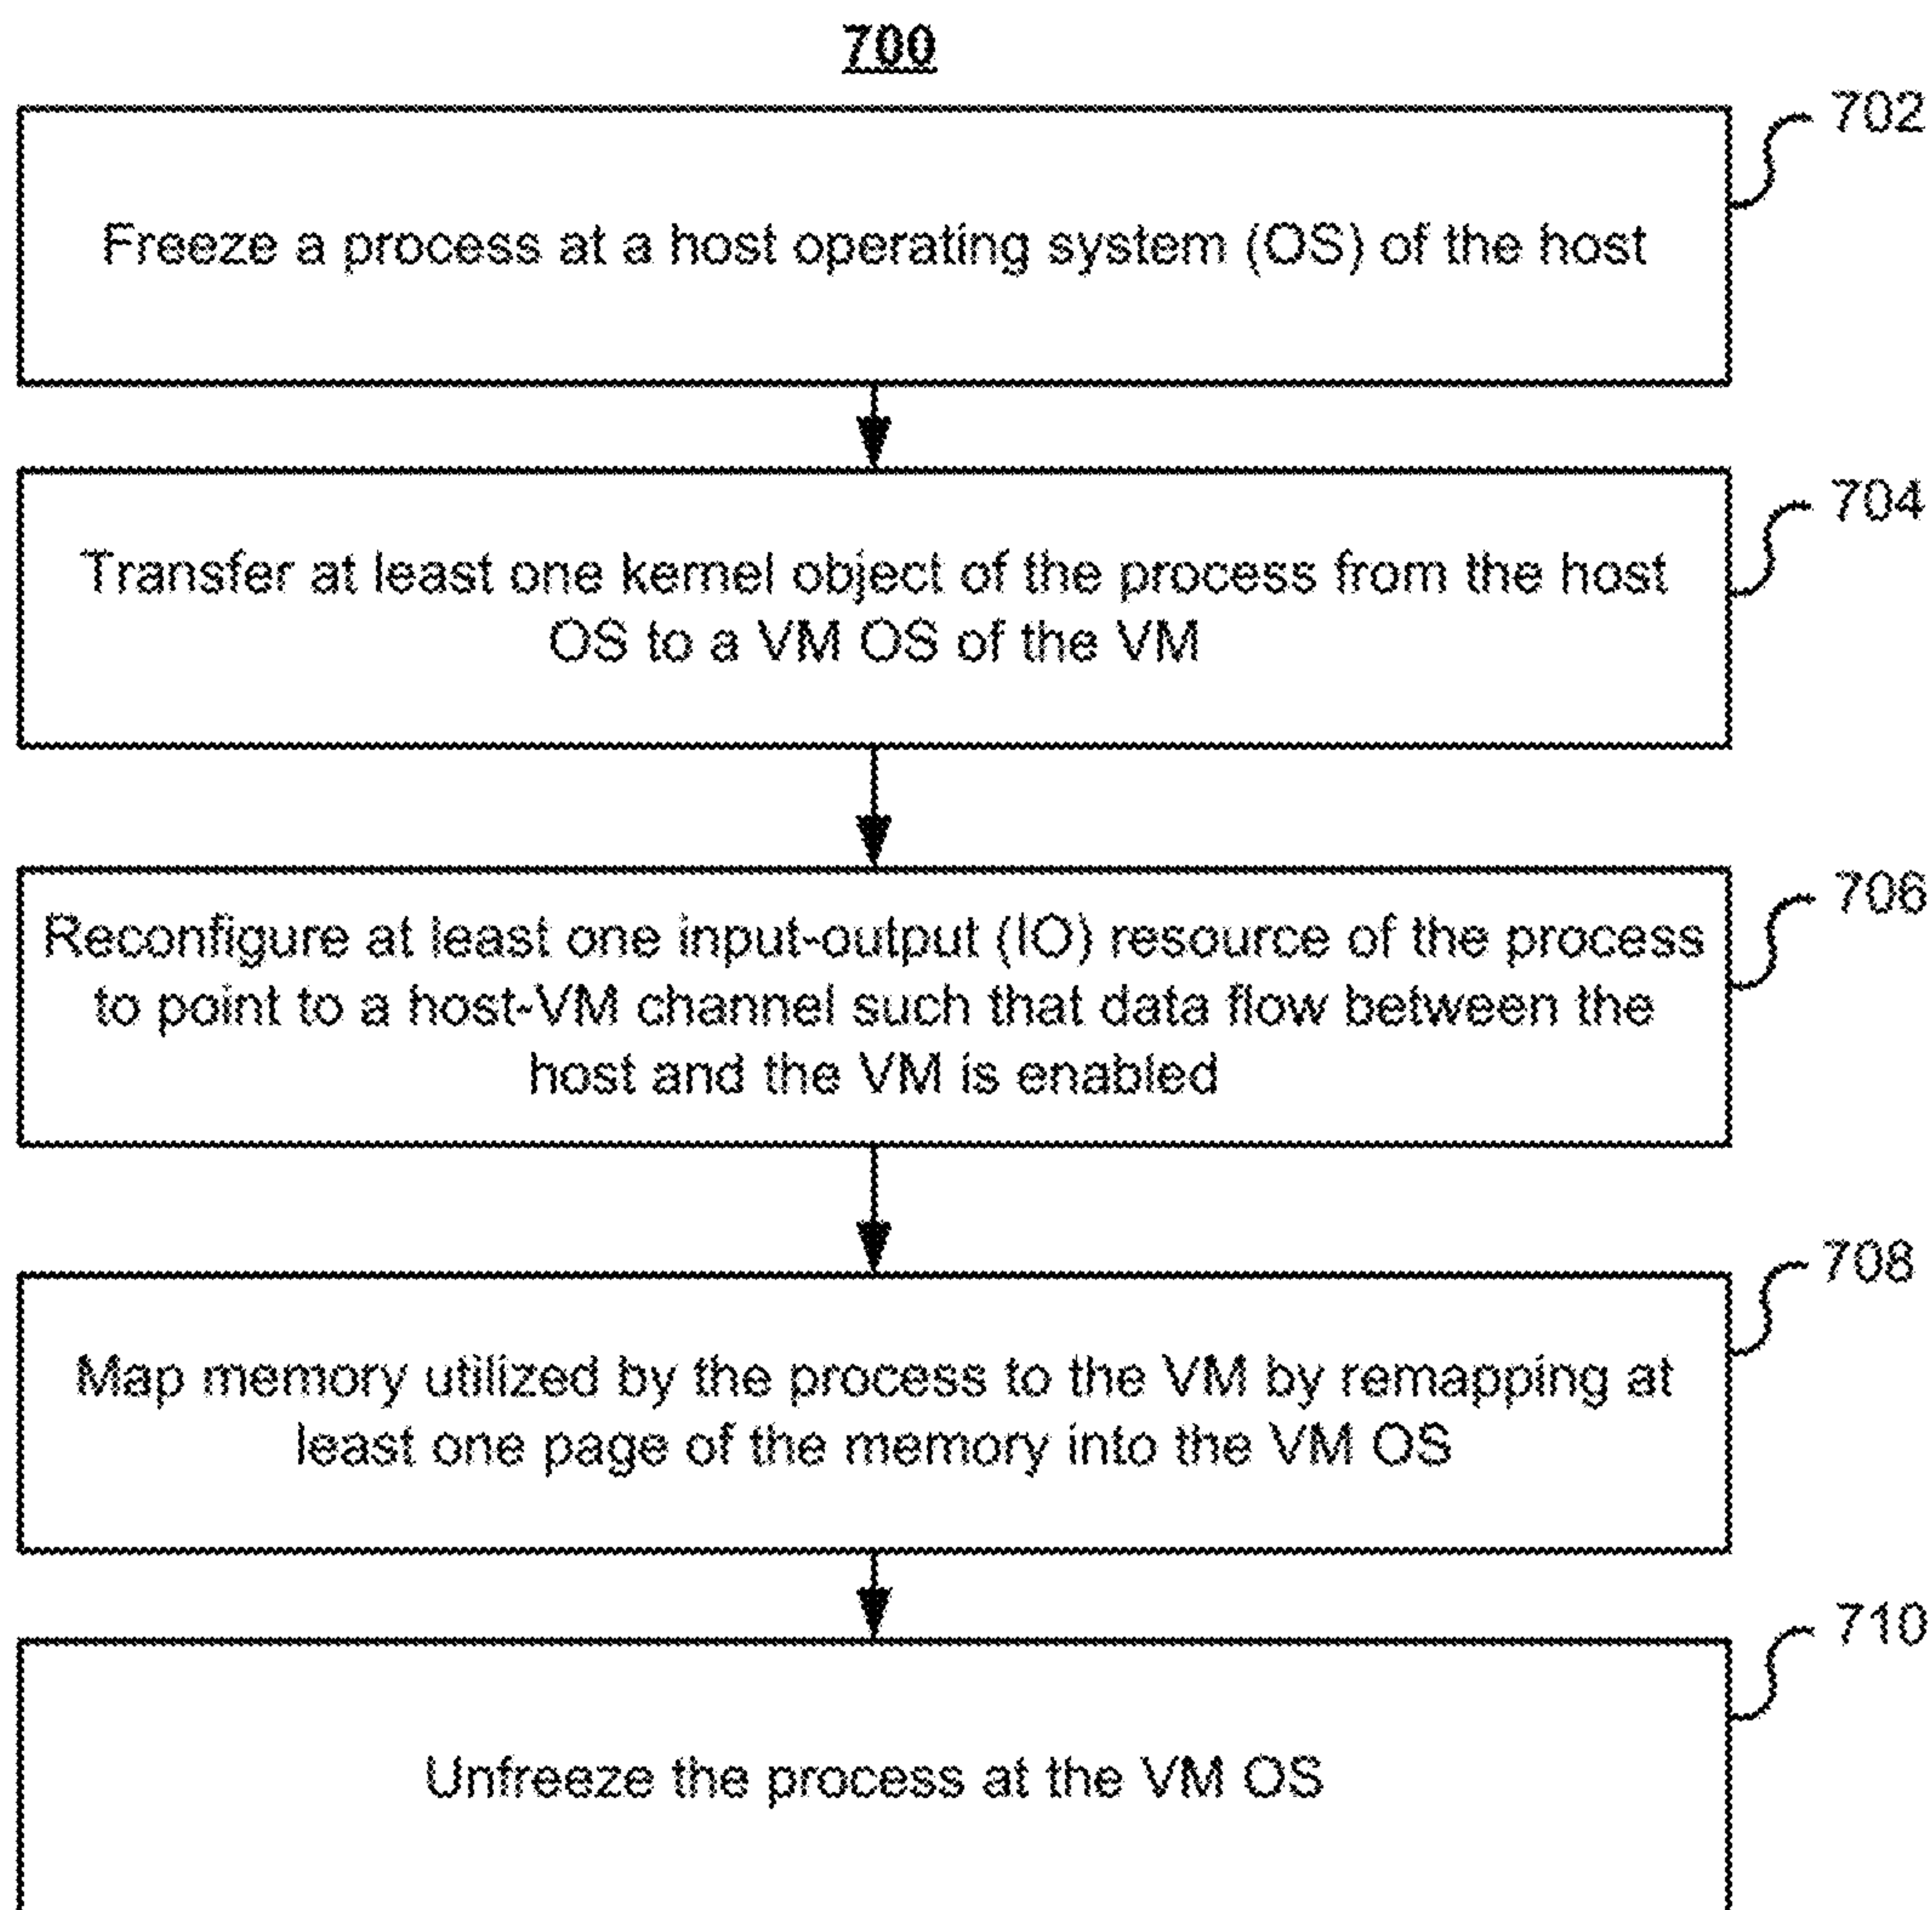 700
702
Freeze a process at a host operating system (OS) of the host
704
Transfer at least one kernel object of the process from the host
OS to a VM OS of the VM
706
Reconfigure at least one input-output (IO) resource of the process
to point to a host-VM channel such that data flow between the
host and the VM is enabled
708
Map memory utilized by the process to the VM by remapping at
least one page of the memory into the VM OS
710
Unfreeze the process at the VM OS